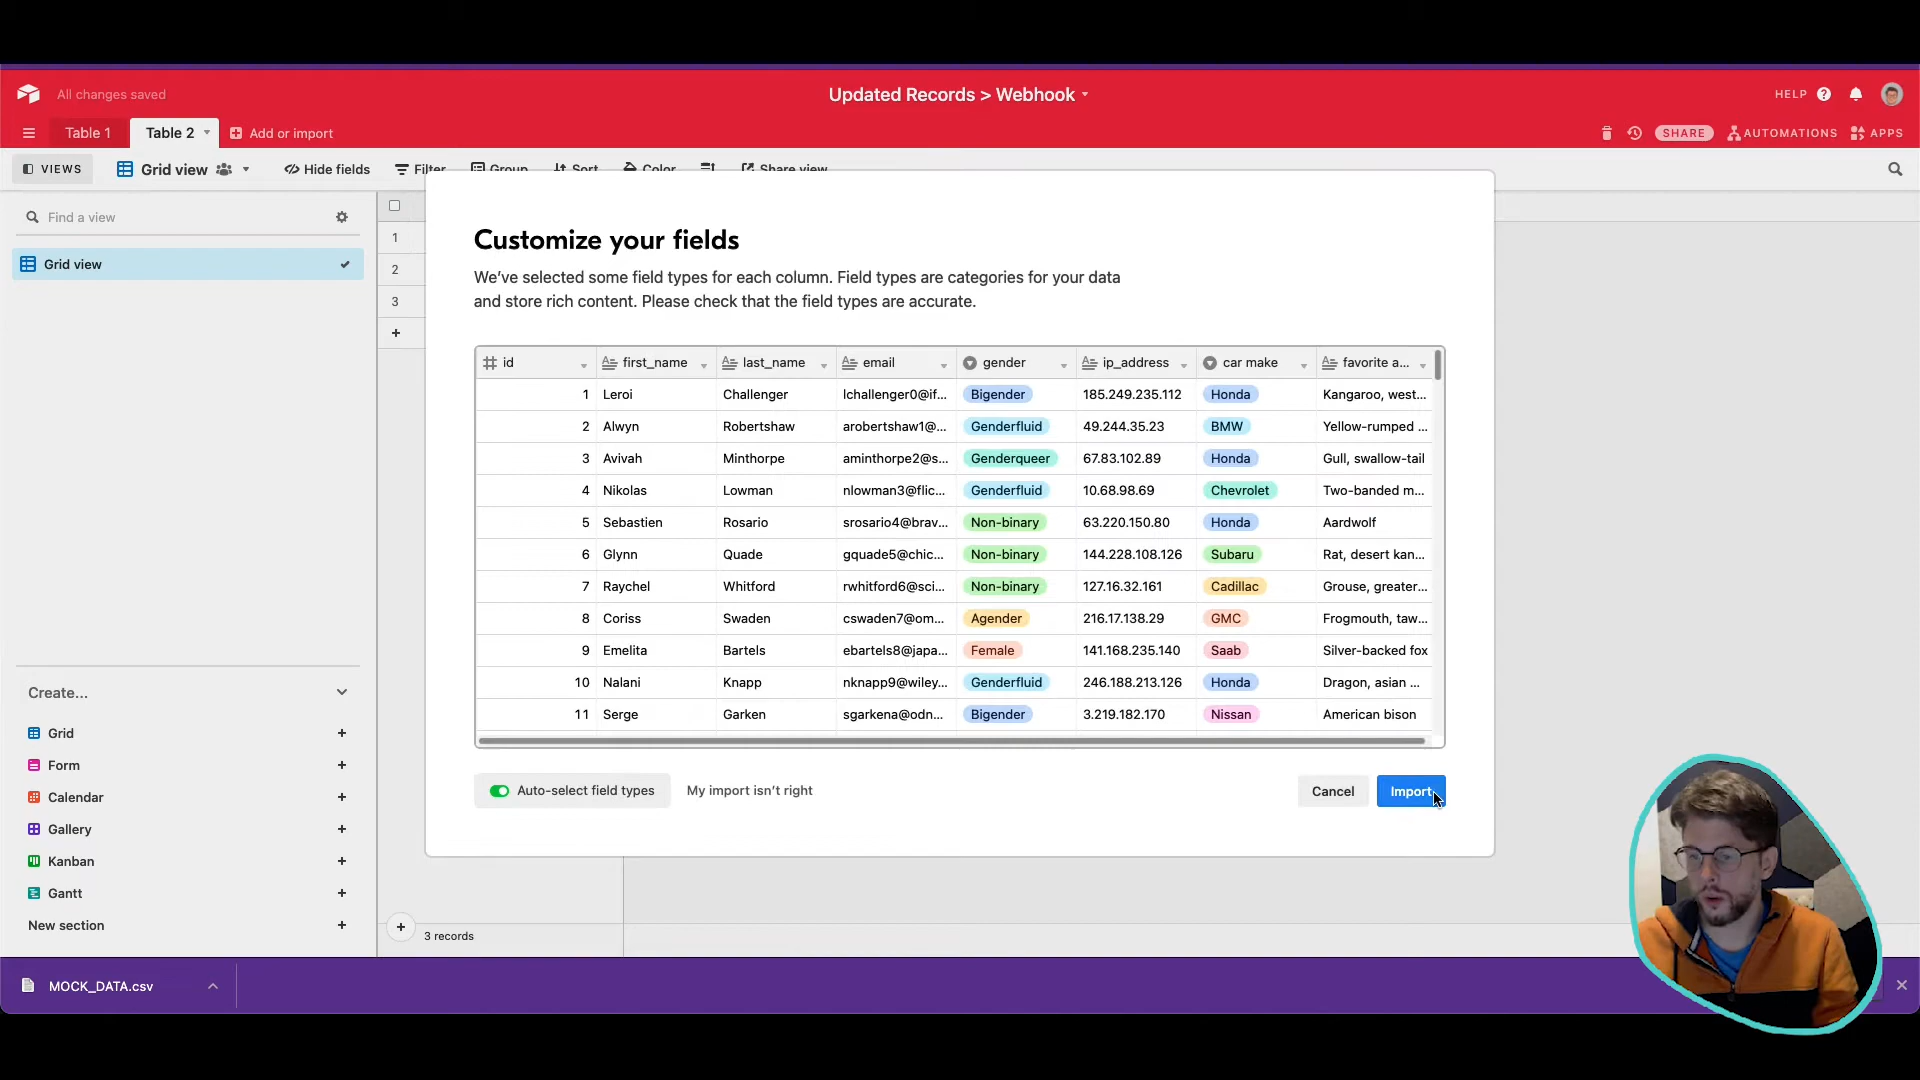 All changes saved
Updated Records > Webhook
HELP
Table 1
Table 2
Add or import
SHARE
AUTOMATIONS
APPS
VIEWS
Grid view
Hide fields
Filter
Group
Sort
Color
Share view
Find a view
Grid view
1
2
3
Customize your fields
We've selected some field types for each column. Field types are categories for your data
and store rich content. Please check that the field types are accurate.
id first_name last_name email gender ip_address car make favorite a...
1 Leroi Challenger lchallenger0@if... Bigender 185.249.235.112 Honda Kangaroo, west...
2 Alwyn Robertshaw arobertshaw1@... Genderfluid 49.244.35.23 BMW Yellow-rumped ...
3 Avivah Minthorpe aminthorpe2@s... Genderqueer 67.83.102.89 Honda Gull, swallow-tail
4 Nikolas Lowman nlowman3@flic... Genderfluid 10.68.98.69 Chevrolet Two-banded m...
5 Sebastien Rosario srosario4@brav... Non-binary 63.220.150.80 Honda Aardwolf
6 Glynn Quade gquade5@chic... Non-binary 144.228.108.126 Subaru Rat, desert kan...
7 Raychel Whitford rwhitford6@sci... Non-binary 127.16.32.161 Cadillac Grouse, greater...
8 Coriss Swaden cswaden7@om... Agender 216.17.138.29 GMC Frogmouth, taw...
9 Emelita Bartels ebartels8@japa... Female 141.168.235.140 Saab Silver-backed fox
10 Nalani Knapp nknapp9@wiley... Genderfluid 246.188.213.126 Honda Dragon, asian ...
11 Serge Garken sgarkena@odn... Bigender 3.219.182.170 Nissan American bison
Auto-select field types
My import isn't right
Cancel
Import
Create...
Grid
Form
Calendar
Gallery
Kanban
Gantt
New section
3 records
MOCK_DATA.csv